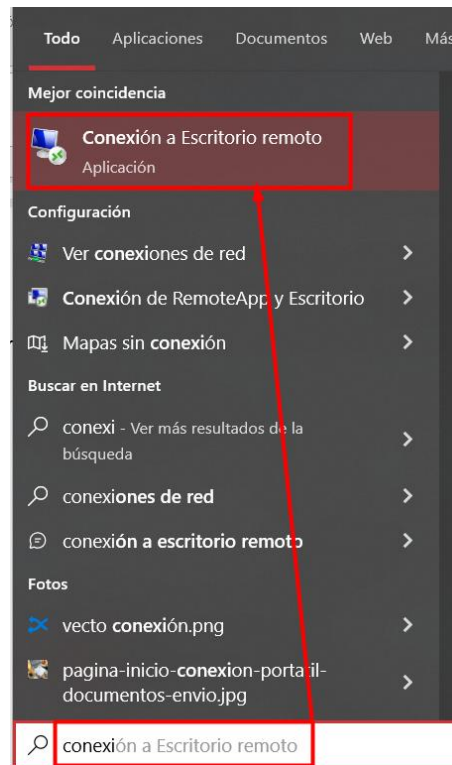 Todo Aplicaciones Documentos Web Más
Mejor coincidencia
Conexión a Escritorio remoto
Aplicación
Configuración
Ver conexiones de red
Conexión de RemoteApp y Escritorio
Mapas sin conexión
Buscar en Internet
conexi - Ver más resultados de la
búsqueda
conexiones de red
conexión a escritorio remoto
Fotos
vecto conexión.png
pagina-inicio-conexion-portatil-
documentos-envio.jpg
conexión a Escritorio remoto